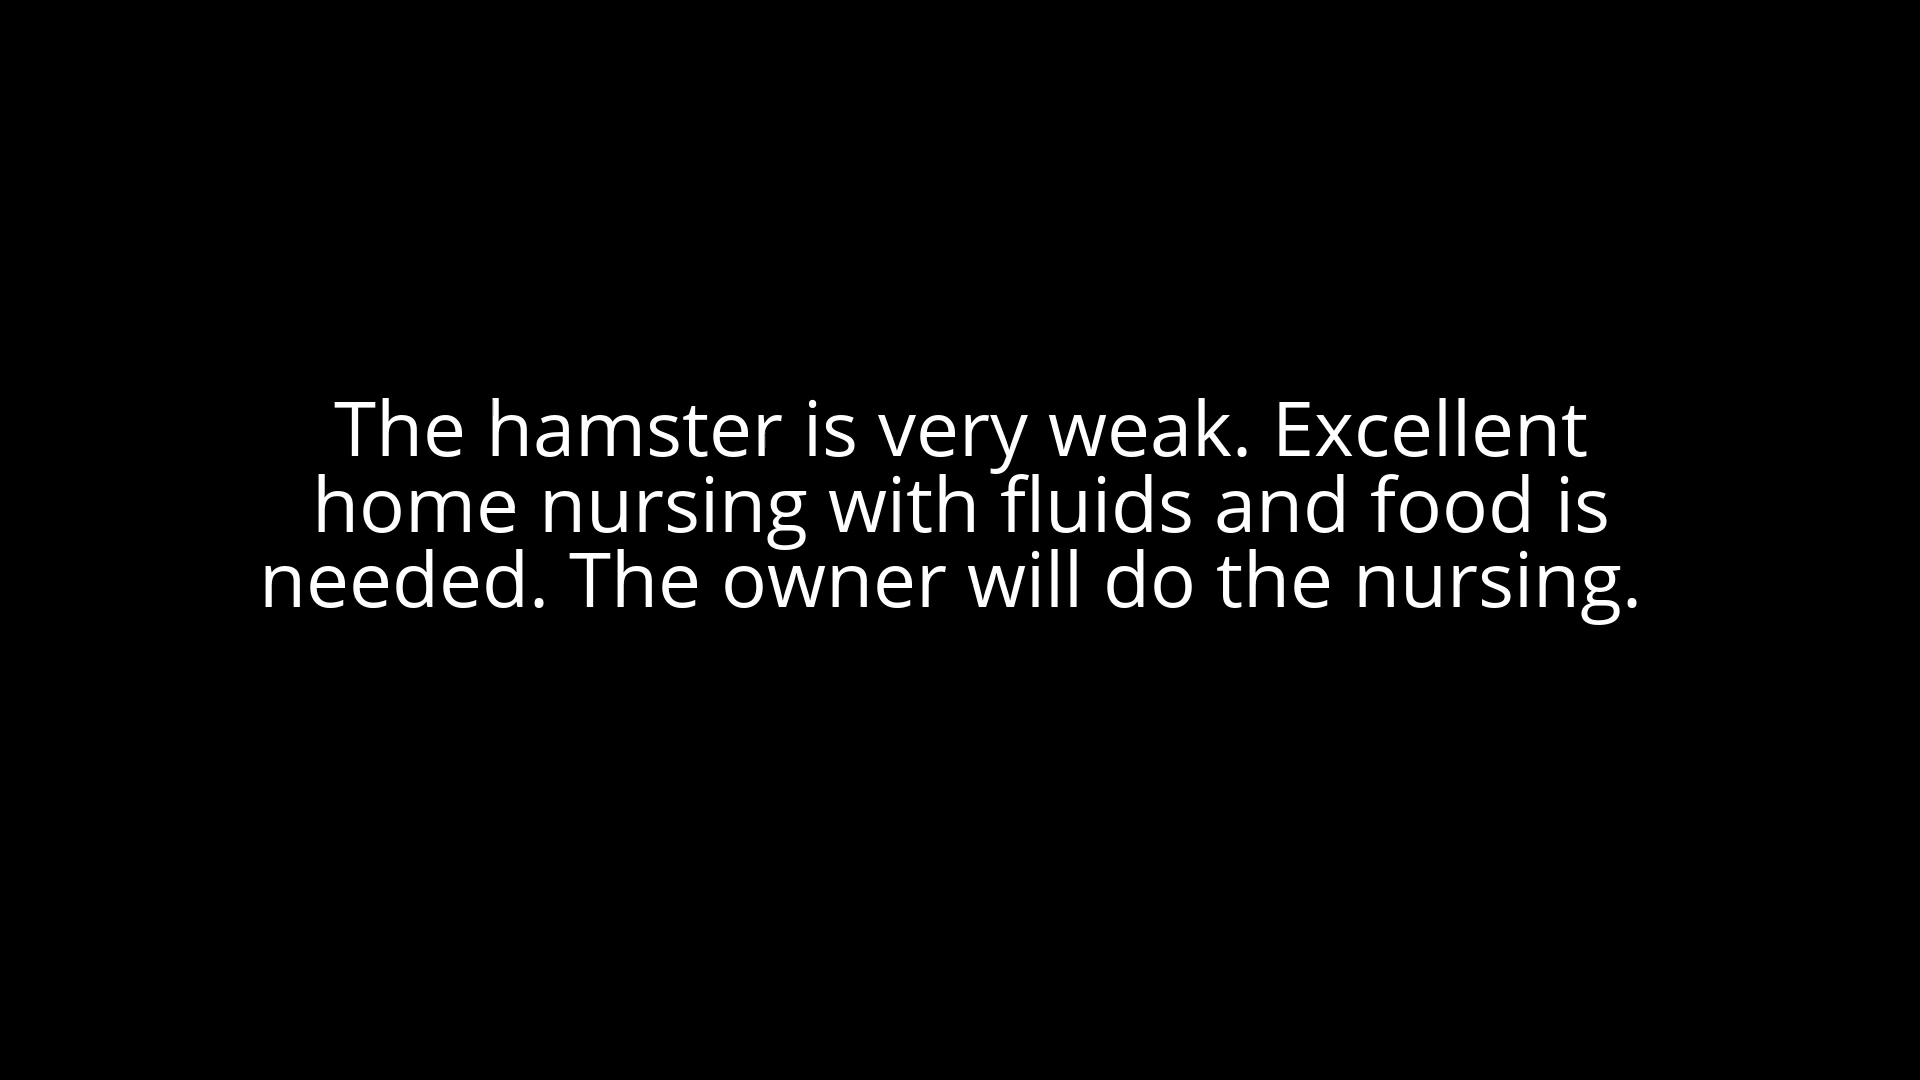 The hamster is very weak. Excellent
home nursing with fluids and food is
needed. The owner will do the nursing.